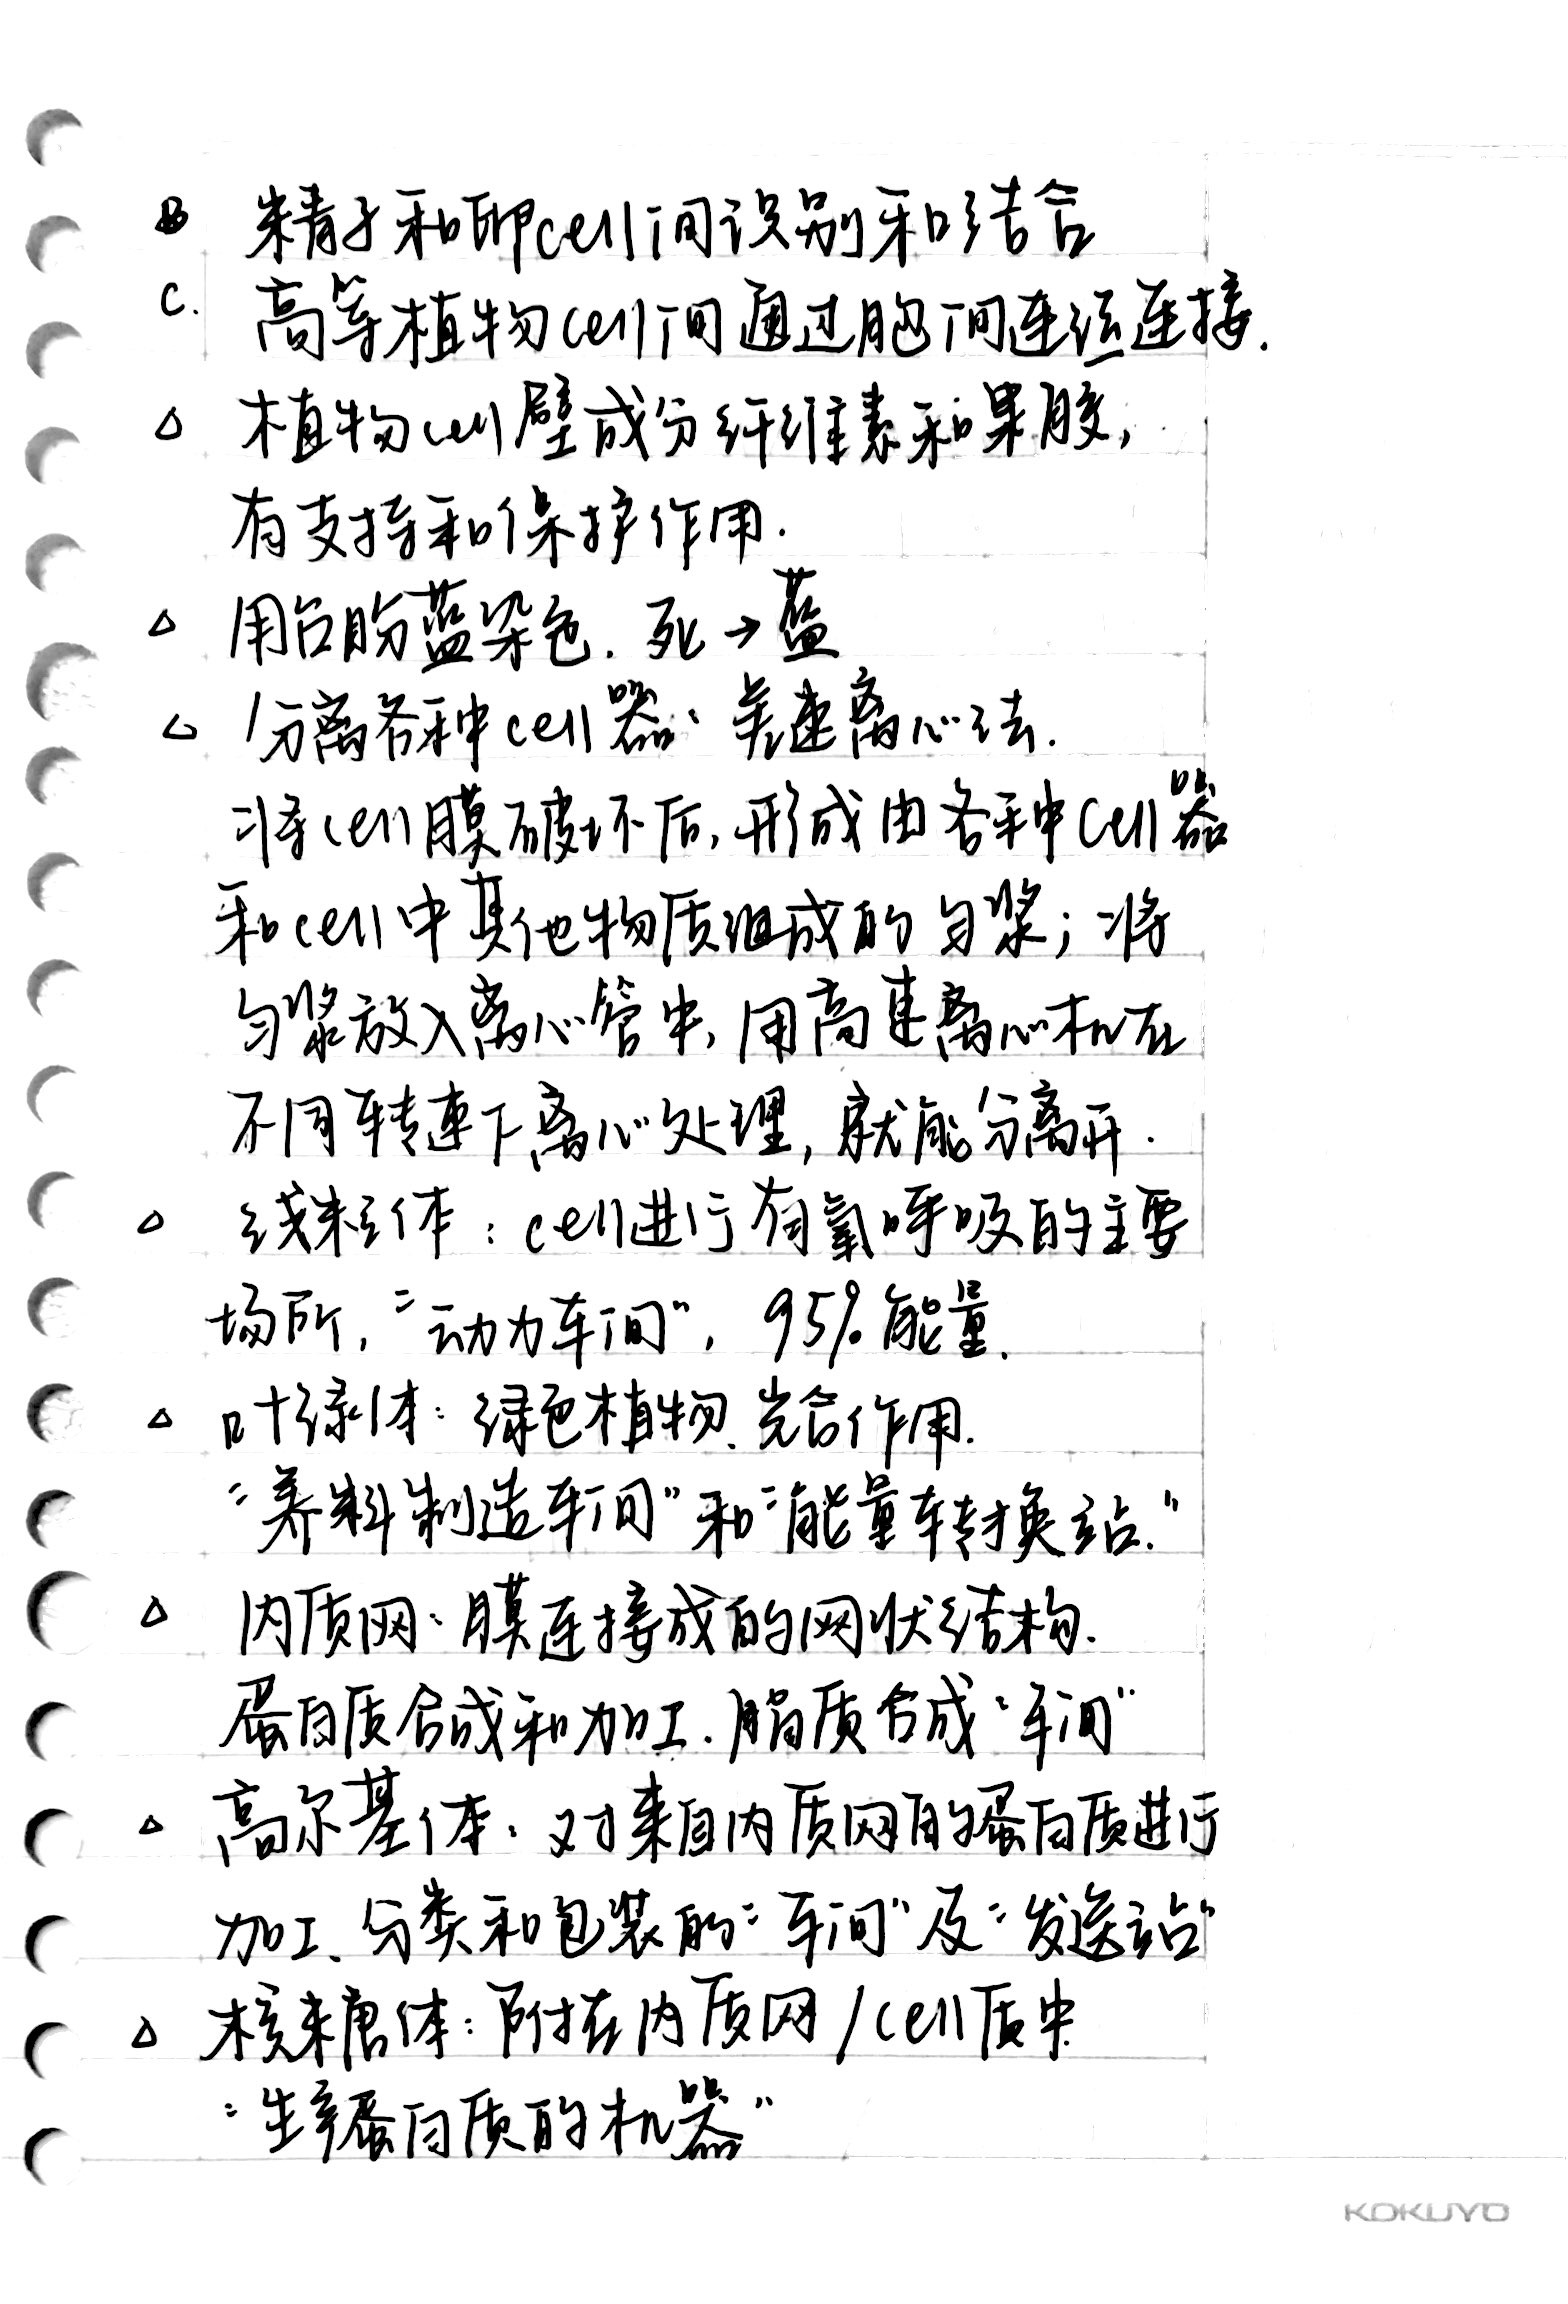 B 精子和卵cell间识别和结合
C. 高等植物cell间通过胞间连丝连接.
△ 植物cell壁成分纤维素和果胶,
有支持和保护作用.
△ 用台盼蓝染色. 死→蓝
△ 分离各种cell器: 差速离心法.
将cell膜破坏后, 形成由各种cell器
和cell中其他物质组成的匀浆; 将
匀浆放入离心管中, 用高速离心机在
不同转速下离心处理, 就能分离开.
△ 线粒体: cell进行有氧呼吸的主要
场所, "动力车间", 95%能量.
△ 叶绿体: 绿色植物、光合作用.
"养料制造车间"和"能量转换站."
△ 内质网: 膜连接成的网状结构.
蛋白质合成和加工、脂质合成"车间"
△ 高尔基体: 对来自内质网的蛋白质进行
加工、分类和包装的"车间"及"发送站"
△ 核糖体: 附在内质网/cell质中
"生产蛋白质的机器"
KOKUYO